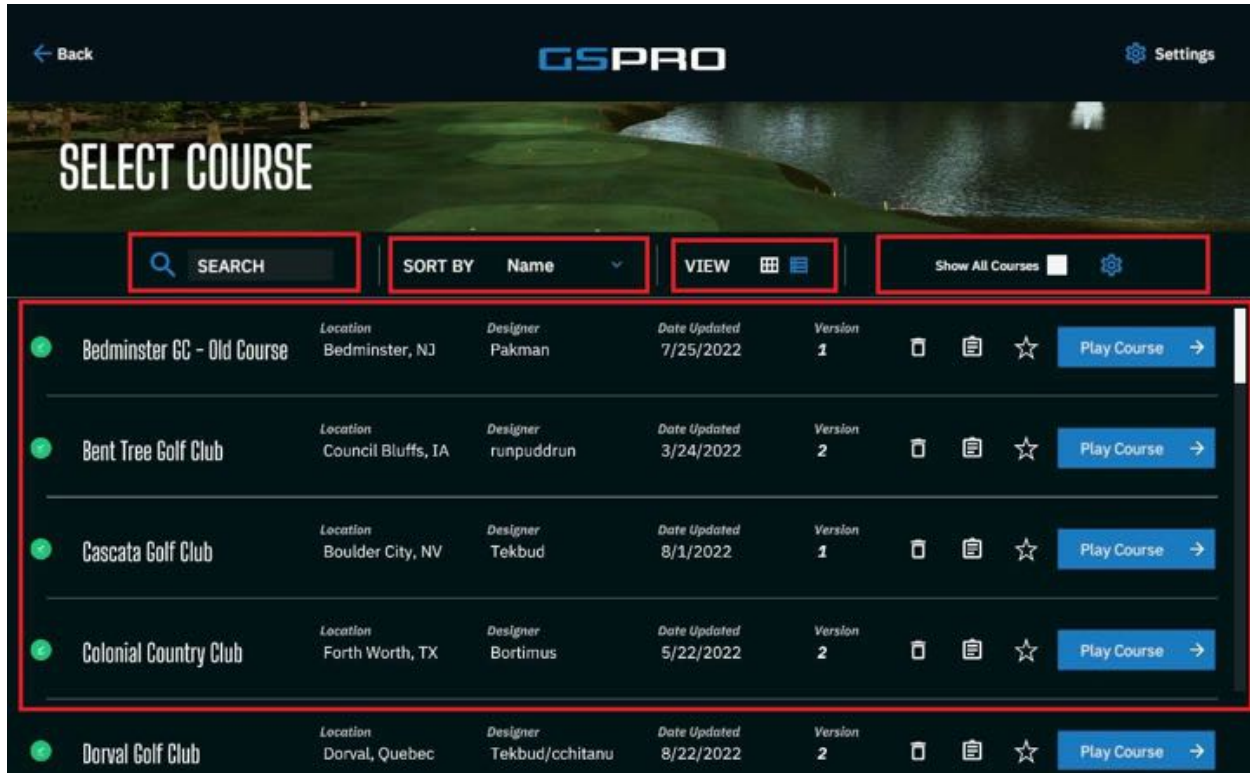 Back
GSPRO
Settings
SELECT COURSE
SEARCH
SORT BY Name
VIEW
Show All Courses
Location Designer Date Updated Version
Bedminster GC - Old Course Bedminster, NJ Pakman 7/25/2022 1 Play Course
Location Designer Date Updated Version
Bent Tree Golf Club Council Bluffs, IA runpuddrun 3/24/2022 2 Play Course
Location Designer Date Updated Version
Cascata Golf Club Boulder City, NV Tekbud 8/1/2022 1 Play Course
Location Designer Date Updated Version
Colonial Country Club Forth Worth, TX Bortimus 5/22/2022 2 Play Course
Location Designer Date Updated Version
Dorval Golf Club Dorval, Quebec Tekbud/cchitanu 8/22/2022 2 Play Course